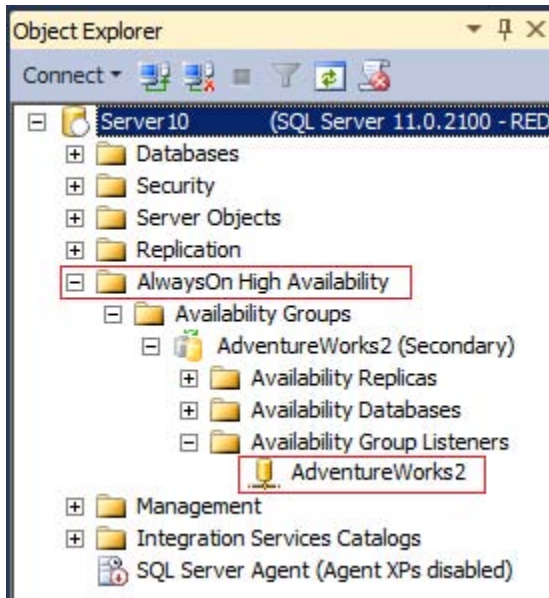 Object Explorer
Connect
Server10 (SQL Server 11.0.2100 - RED
Databases
Security
Server Objects
Replication
AlwaysOn High Availability
Availability Groups
AdventureWorks2 (Secondary)
Availability Replicas
Availability Databases
Availability Group Listeners
AdventureWorks2
Management
Integration Services Catalogs
SQL Server Agent (Agent XPs disabled)